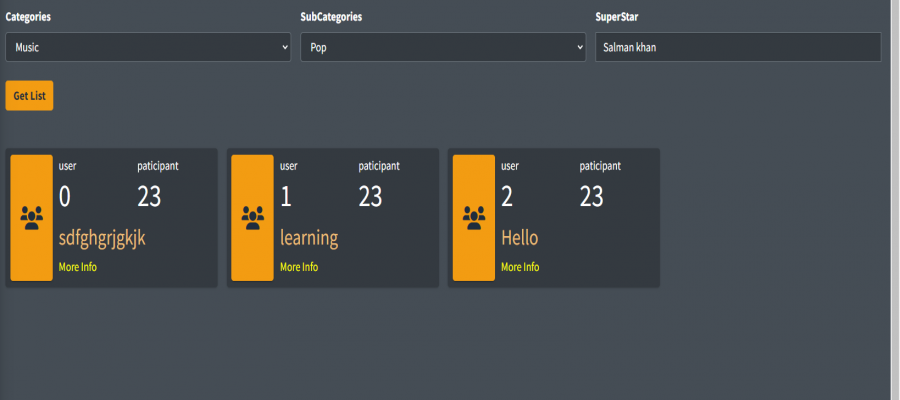 Categories SubCategories SuperStar
Music Pop Salman khan
Get List
user paticipant user paticipant user paticipant
0 23 1 23 2 23
sdfghgrjgkjk learning Hello
More Info More Info More Info